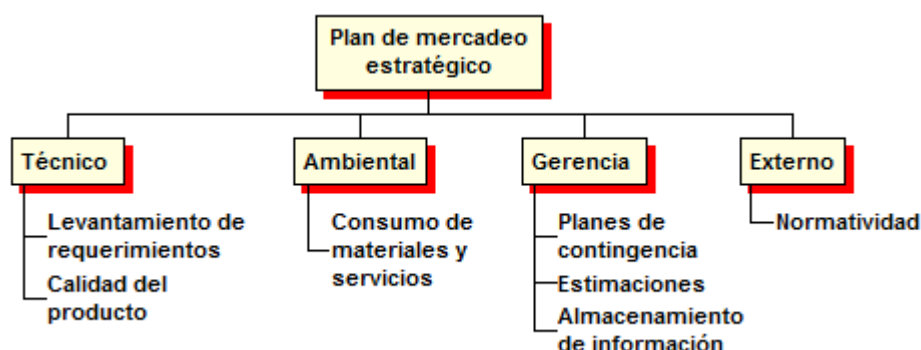 Plan de mercadeo
estratégico
Técnico
Ambiental
Gerencia
Externo
Levantamiento de
requerimientos
Calidad del
producto
Consumo de
materiales y
servicios
Planes de
contingencia
Estimaciones
Almacenamiento
de información
Normatividad